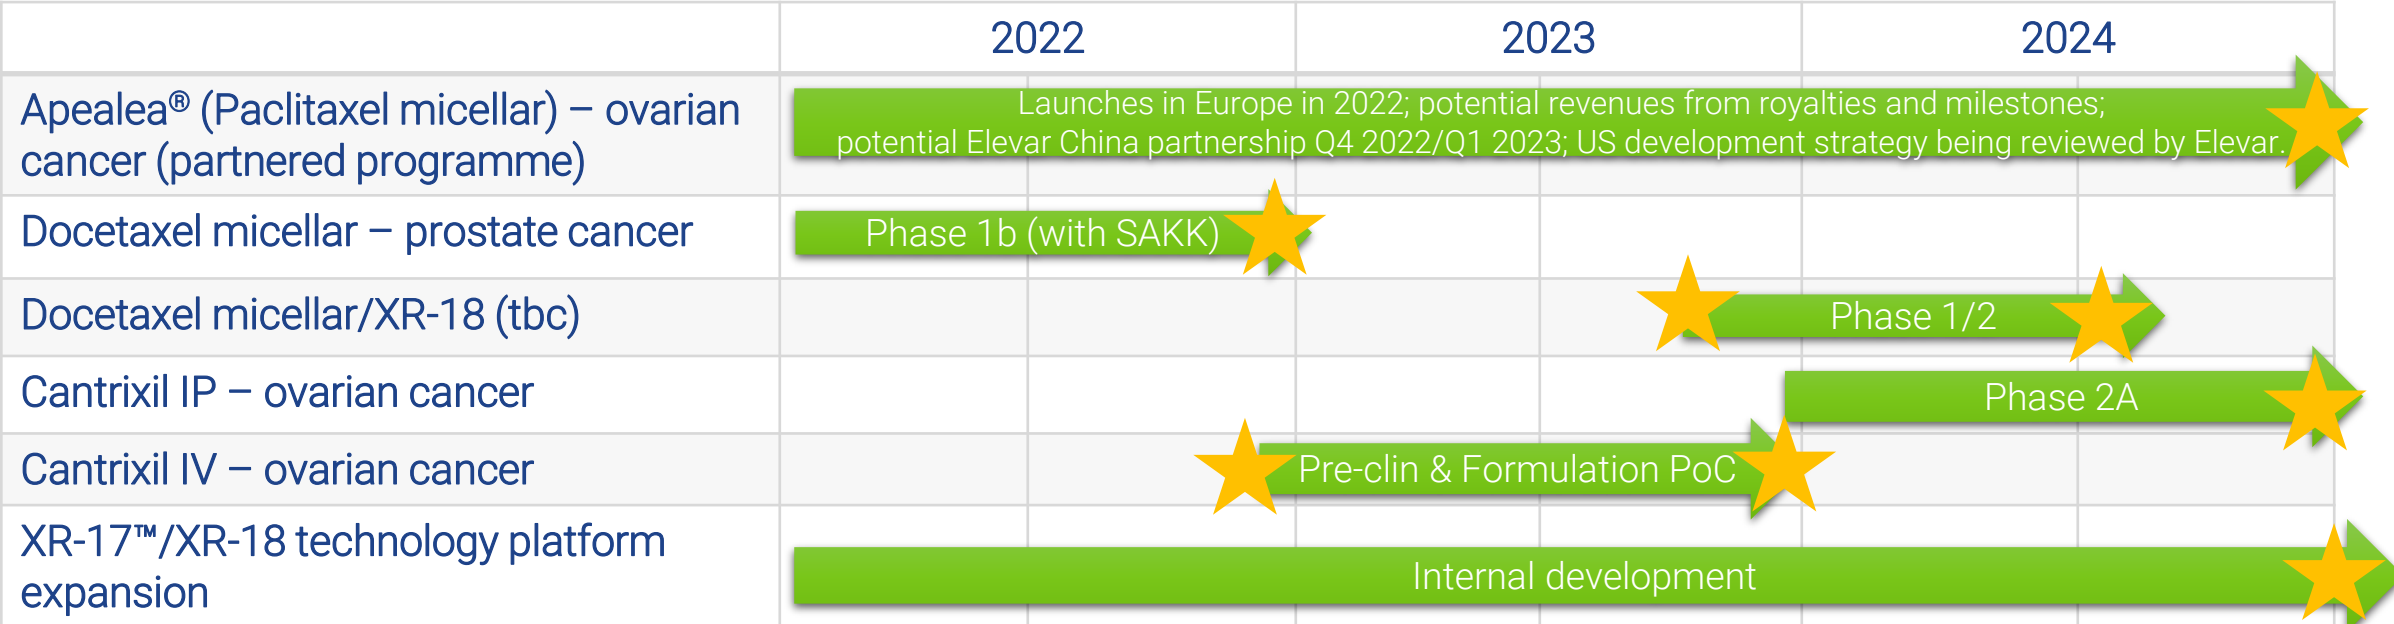 2022 2023 2024
Apealea® (Paclitaxel micellar) – ovarian
cancer (partnered programme)
Launches in Europe in 2022; potential revenues from royalties and milestones;
potential Elevar China partnership Q4 2022/Q1 2023; US development strategy being reviewed by Elevar.
Docetaxel micellar – prostate cancer
Phase 1b (with SAKK)
Docetaxel micellar/XR-18 (tbc)
Phase 1/2
Cantrixil IP – ovarian cancer
Phase 2A
Cantrixil IV – ovarian cancer
Pre-clin & Formulation PoC
XR-17™/XR-18 technology platform
expansion
Internal development